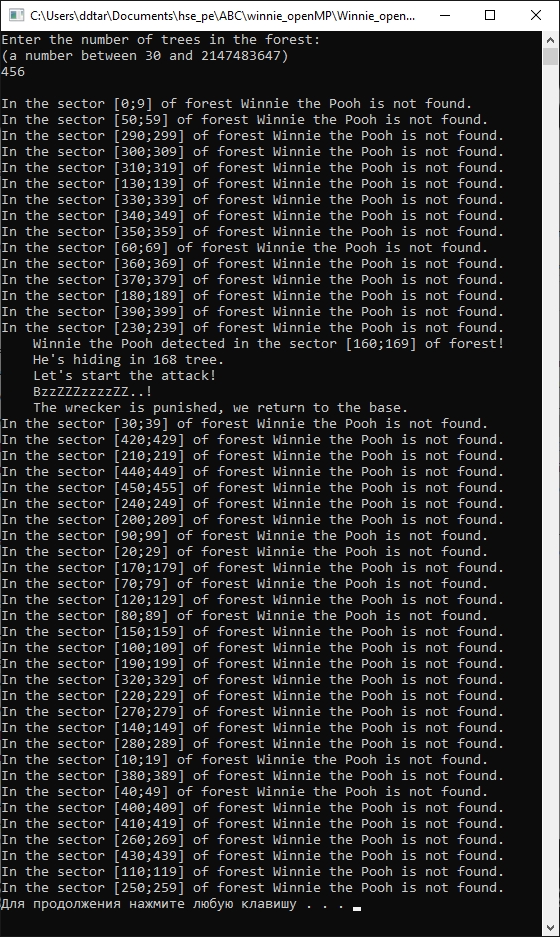 C:\Users\ddtar\Documents\hse_pe\ABC\winnie_openMP\Winnie_open...
Enter the number of trees in the forest:
(a number between 30 and 2147483647)
456
In the sector [0;9] of forest Winnie the Pooh is not found.
In the sector [50;59] of forest Winnie the Pooh is not found.
In the sector [290;299] of forest Winnie the Pooh is not found.
In the sector [300;309] of forest Winnie the Pooh is not found.
In the sector [310;319] of forest Winnie the Pooh is not found.
In the sector [130;139] of forest Winnie the Pooh is not found.
In the sector [330;339] of forest Winnie the Pooh is not found.
In the sector [340;349] of forest Winnie the Pooh is not found.
In the sector [350;359] of forest Winnie the Pooh is not found.
In the sector [60;69] of forest Winnie the Pooh is not found.
In the sector [360;369] of forest Winnie the Pooh is not found.
In the sector [370;379] of forest Winnie the Pooh is not found.
In the sector [180;189] of forest Winnie the Pooh is not found.
In the sector [390;399] of forest Winnie the Pooh is not found.
In the sector [230;239] of forest Winnie the Pooh is not found.
Winnie the Pooh detected in the sector [160;169] of forest!
He's hiding in 168 tree.
Let's start the attack!
BzzZZZzzzzZZ..!
The wrecker is punished, we return to the base.
In the sector [30;39] of forest Winnie the Pooh is not found.
In the sector [420;429] of forest Winnie the Pooh is not found.
In the sector [210;219] of forest Winnie the Pooh is not found.
In the sector [440;449] of forest Winnie the Pooh is not found.
In the sector [450;455] of forest Winnie the Pooh is not found.
In the sector [240;249] of forest Winnie the Pooh is not found.
In the sector [200;209] of forest Winnie the Pooh is not found.
In the sector [90;99] of forest Winnie the Pooh is not found.
In the sector [20;29] of forest Winnie the Pooh is not found.
In the sector [170;179] of forest Winnie the Pooh is not found.
In the sector [70;79] of forest Winnie the Pooh is not found.
In the sector [120;129] of forest Winnie the Pooh is not found.
In the sector [80;89] of forest Winnie the Pooh is not found.
In the sector [150;159] of forest Winnie the Pooh is not found.
In the sector [100;109] of forest Winnie the Pooh is not found.
In the sector [190;199] of forest Winnie the Pooh is not found.
In the sector [320;329] of forest Winnie the Pooh is not found.
In the sector [220;229] of forest Winnie the Pooh is not found.
In the sector [270;279] of forest Winnie the Pooh is not found.
In the sector [140;149] of forest Winnie the Pooh is not found.
In the sector [280;289] of forest Winnie the Pooh is not found.
In the sector [10;19] of forest Winnie the Pooh is not found.
In the sector [380;389] of forest Winnie the Pooh is not found.
In the sector [40;49] of forest Winnie the Pooh is not found.
In the sector [400;409] of forest Winnie the Pooh is not found.
In the sector [410;419] of forest Winnie the Pooh is not found.
In the sector [260;269] of forest Winnie the Pooh is not found.
In the sector [430;439] of forest Winnie the Pooh is not found.
In the sector [110;119] of forest Winnie the Pooh is not found.
In the sector [250;259] of forest Winnie the Pooh is not found.
Для продолжения нажмите любую клавишу . . .